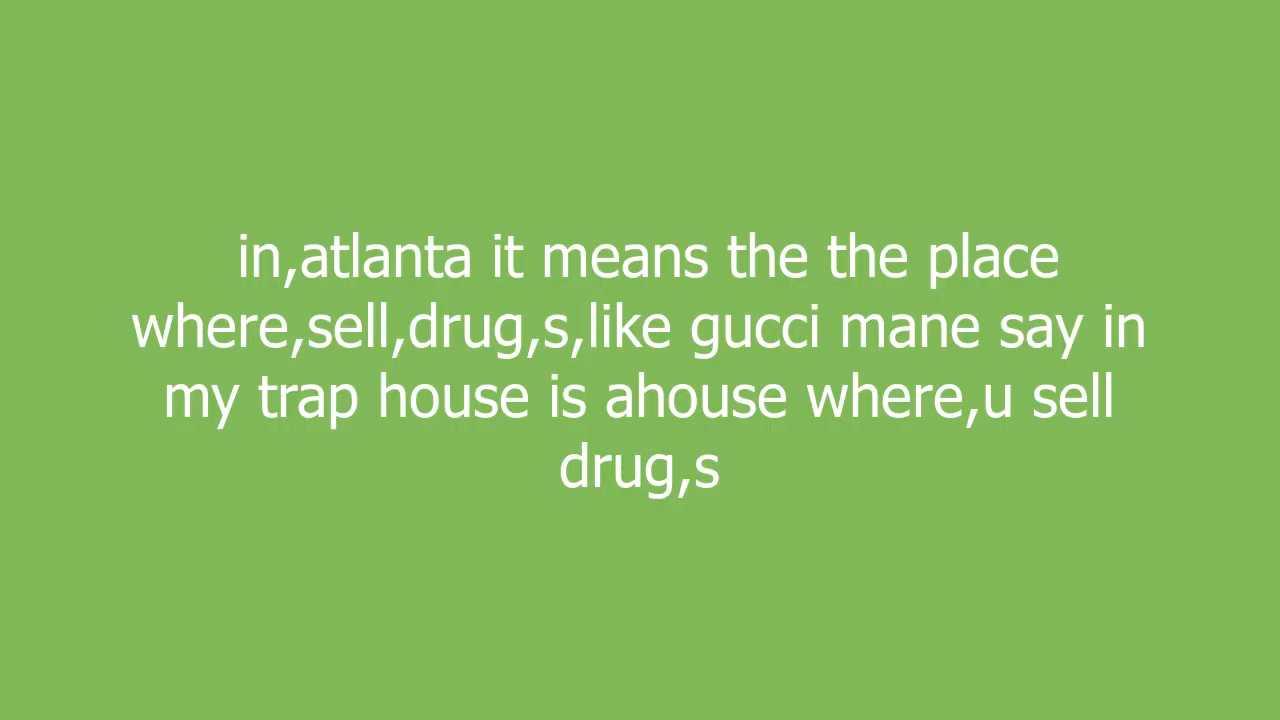 in,atlanta it means the the place
where,sell,drug,s,like gucci mane say in
my trap house is ahouse where,u sell
drug,s